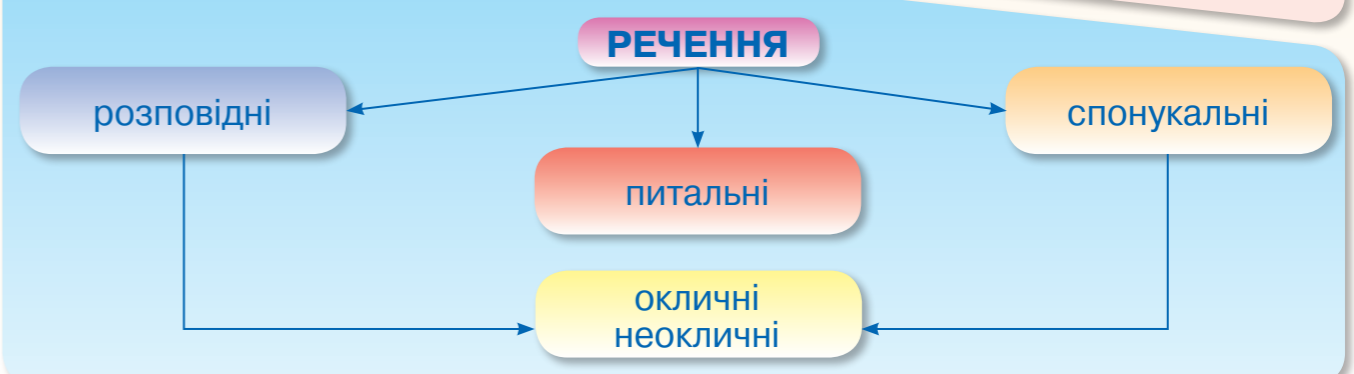 РЕЧЕННЯ
розповідні
спонукальні
питальні
окличні
неокличні